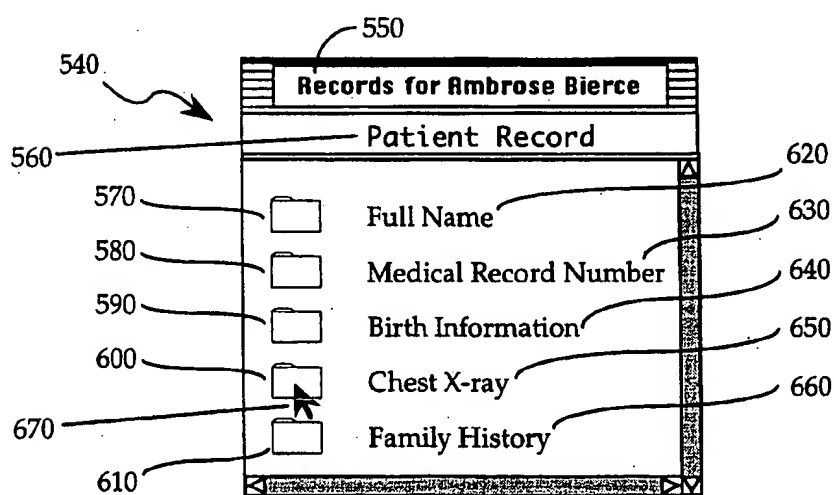 550
540
Records for Ambrose Bierce
Patient Record
560
620
570
Full Name
630
580
Medical Record Number
640
590
Birth Information
600
650
Chest X-ray
660
670
Family History
610